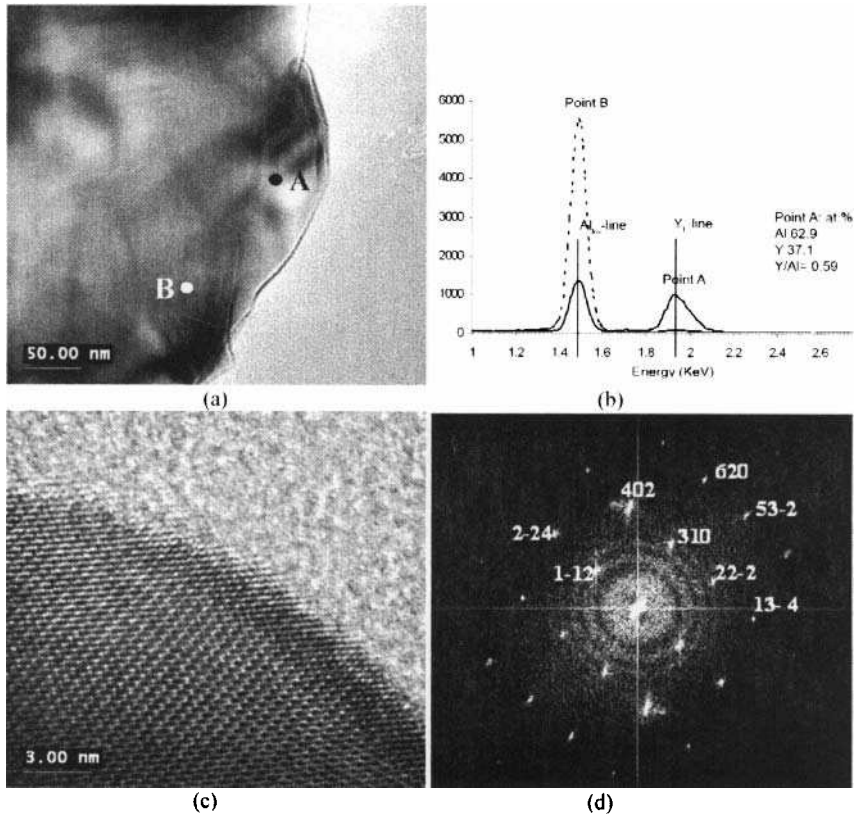 A
B
50.00 nm
(a)
6000
5000
4000
3000
2000
1000
0
Point B
Al -line
Y -line
Point A
Point A: at %
Al 62.9
Y 37.1
Y/Al= 0.59
1 1.2 1.4 1.6 1.8 2 2.2 2.4 2.6
Energy (KeV)
(b)
3.00 nm
(c)
620
402
53-2
2-24
310
1-12
22-2
13-4
(d)